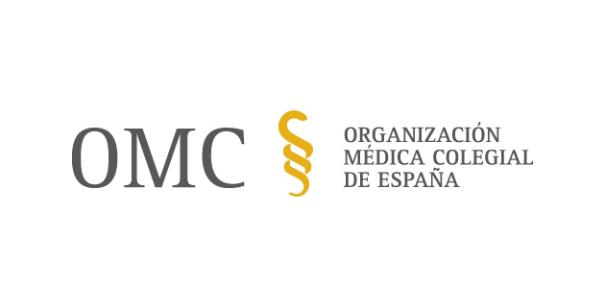 OMC
ORGANIZACIÓN
MÉDICA COLEGIAL
DE ESPAÑA